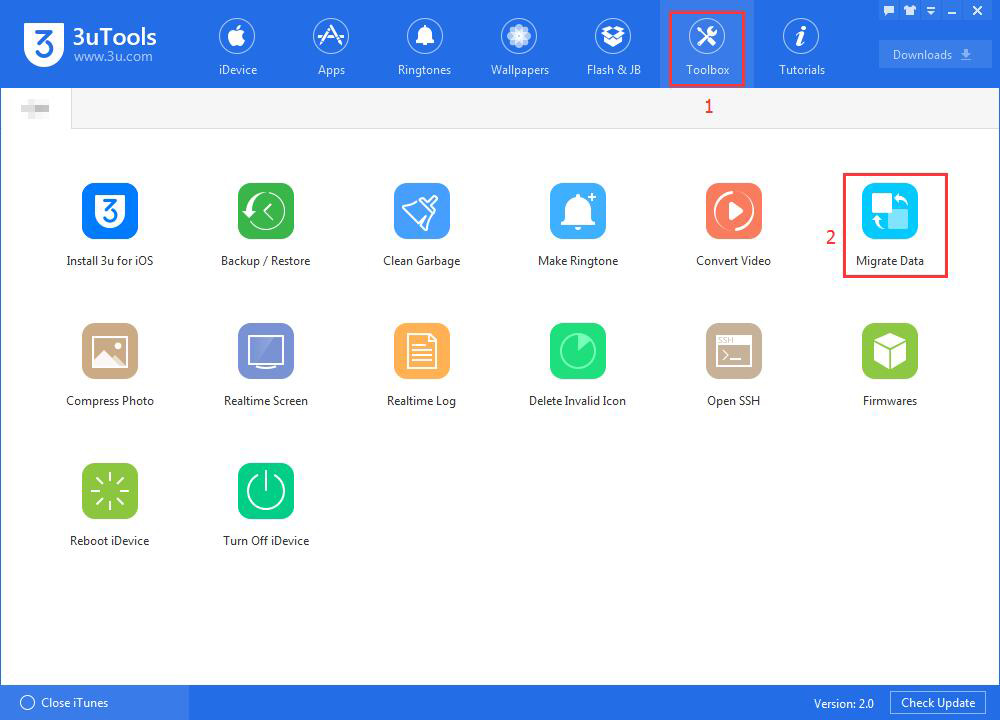 3uTools
www.3u.com
iDevice
Apps
Ringtones
Wallpapers
Flash & JB
Toolbox
Tutorials
Downloads
1
Install 3u for iOS
Backup / Restore
Clean Garbage
Make Ringtone
Convert Video
2
Migrate Data
SSH
Compress Photo
Realtime Screen
Realtime Log
Delete Invalid Icon
Open SSH
Firmwares
Reboot iDevice
Turn Off iDevice
Close iTunes
Version: 2.0
Check Update